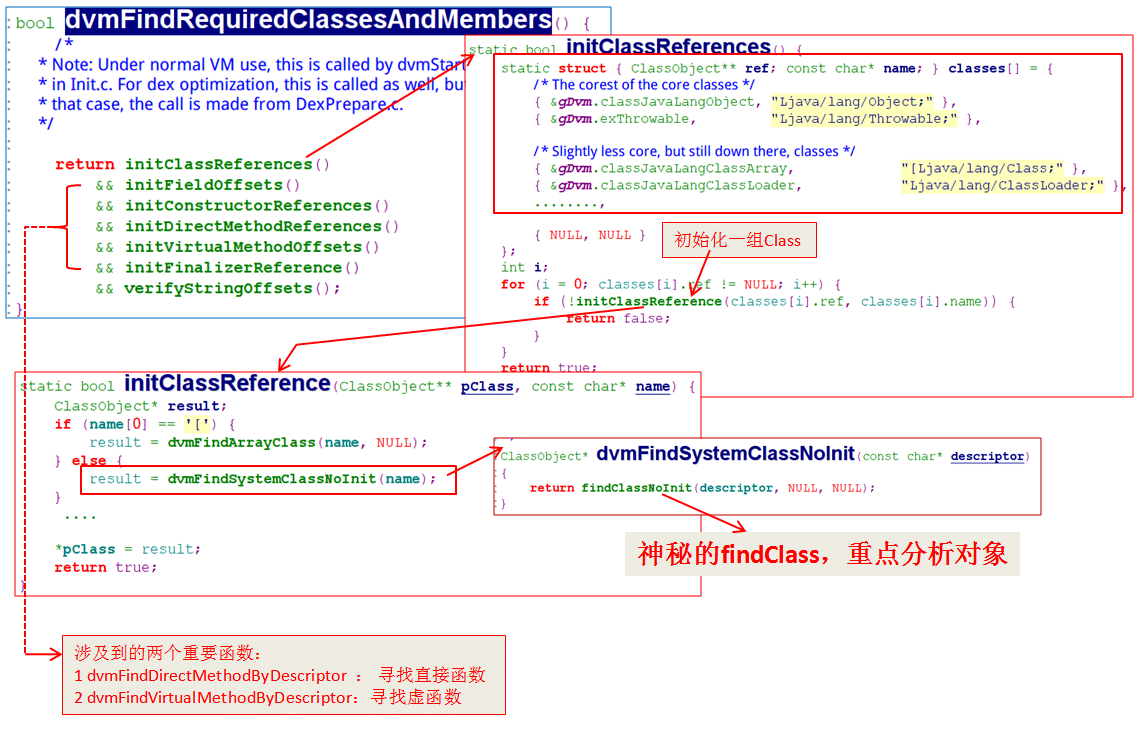 bool dvmFindRequiredClassesAndMembers() {
/*
* Note: Under normal VM use, this is called by dvmStart
* in Init.c. For dex optimization, this is called as well, but
* that case, the call is made from DexPrepare.c.
*/
return initClassReferences()
&& initFieldOffsets()
&& initConstructorReferences()
&& initDirectMethodReferences()
&& initVirtualMethodOffsets()
&& initFinalizerReference()
&& verifyStringOffsets();
}
static bool initClassReferences() {
static struct { ClassObject** ref; const char* name; } classes[] = {
/* The corest of the core classes */
{ &gDvm.classJavaLangObject, "Ljava/lang/Object;" },
{ &gDvm.exThrowable, "Ljava/lang/Throwable;" },
/* Slightly less core, but still down there, classes */
{ &gDvm.classJavaLangClassArray, "[Ljava/lang/Class;" },
{ &gDvm.classJavaLangClassLoader, "Ljava/lang/ClassLoader;" },
........,
{ NULL, NULL }
初始化一组Class
};
int i;
for (i = 0; classes[i].ref != NULL; i++) {
if (!initClassReference(classes[i].ref, classes[i].name)) {
return false;
}
}
return true;
static bool initClassReference(ClassObject** pClass, const char* name) {
ClassObject* result;
if (name[0] == '[') {
result = dvmFindArrayClass(name, NULL);
} else {
result = dvmFindSystemClassNoInit(name);
}
....
*pClass = result;
return true;
}
ClassObject* dvmFindSystemClassNoInit(const char* descriptor)
{
return findClassNoInit(descriptor, NULL, NULL);
}
神秘的findClass，重点分析对象
涉及到的两个重要函数：
1 dvmFindDirectMethodByDescriptor ： 寻找直接函数
2 dvmFindVirtualMethodByDescriptor：寻找虚函数